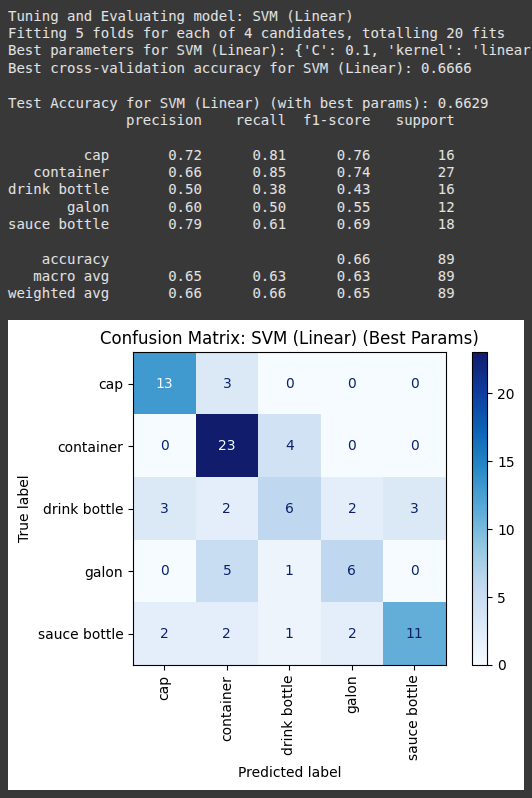 Tuning and Evaluating model: SVM (Linear)
Fitting 5 folds for each of 4 candidates, totalling 20 fits
Best parameters for SVM (Linear): {'C': 0.1, 'kernel': 'linear
Best cross-validation accuracy for SVM (Linear): 0.6666
Test Accuracy for SVM (Linear) (with best params): 0.6629
precision recall f1-score support
cap 0.72 0.81 0.76 16
container 0.66 0.85 0.74 27
drink bottle 0.50 0.38 0.43 16
galon 0.60 0.50 0.55 12
sauce bottle 0.79 0.61 0.69 18
accuracy 0.66 89
macro avg 0.65 0.63 0.63 89
weighted avg 0.66 0.66 0.65 89
Confusion Matrix: SVM (Linear) (Best Params)
True label
cap 13 3 0 0 0
container 0 23 4 0 0
drink bottle 3 2 6 2 3
galon 0 5 1 6 0
sauce bottle 2 2 1 2 11
cap
container
drink bottle
galon
sauce bottle
Predicted label
20
15
10
5
0